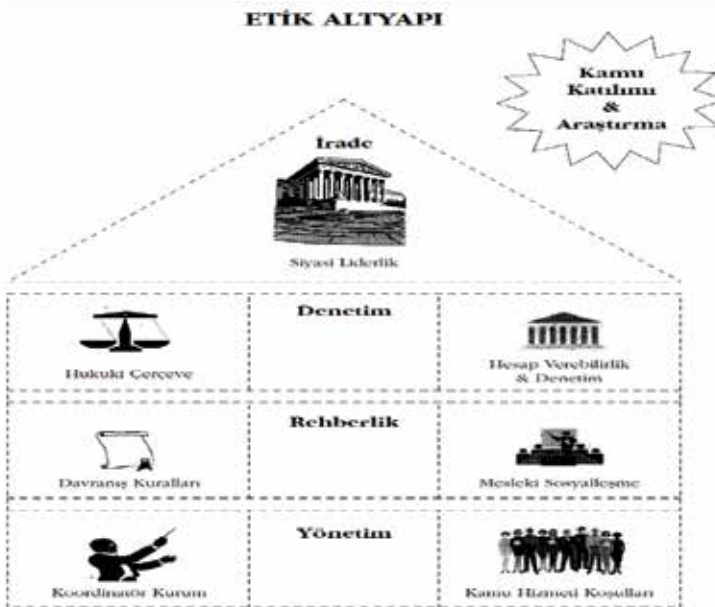 ETİK ALTYAPI
Kamu
Katılımı
&
Araştırma
İrade
Siyasi Liderlik
Denetim
Hukuki Çerçeve
Hesap Verebilirlik
& Denetim
Rehberlik
Davranış Kuralları
Mesleki Sosyalleşme
Yönetim
Koordinatör Kurum
Kamu Hizmeti Koşulları